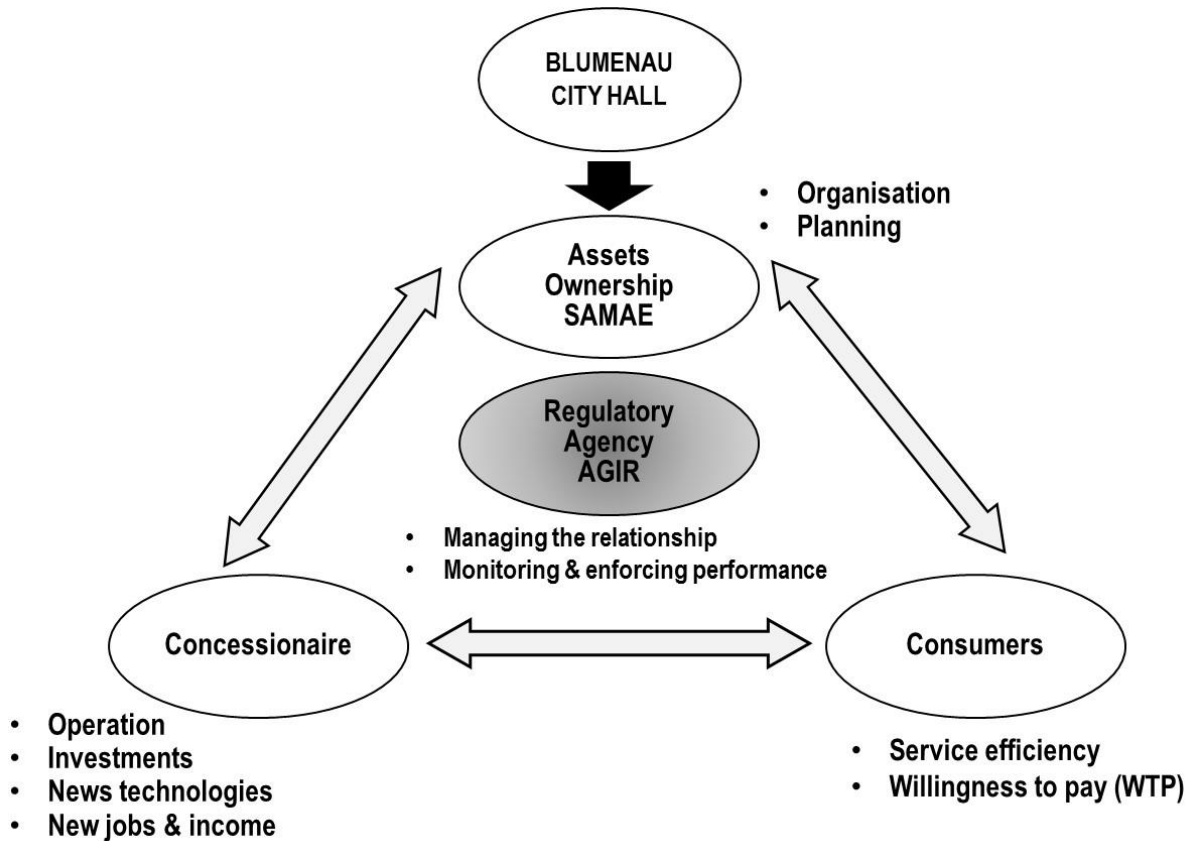 BLUMENAU
CITY HALL
• Organisation
• Planning
Assets
Ownership
SAMAE
Regulatory
Agency
AGIR
• Managing the relationship
• Monitoring & enforcing performance
Concessionaire
Consumers
• Operation
• Investments
• News technologies
• New jobs & income
• Service efficiency
• Willingness to pay (WTP)